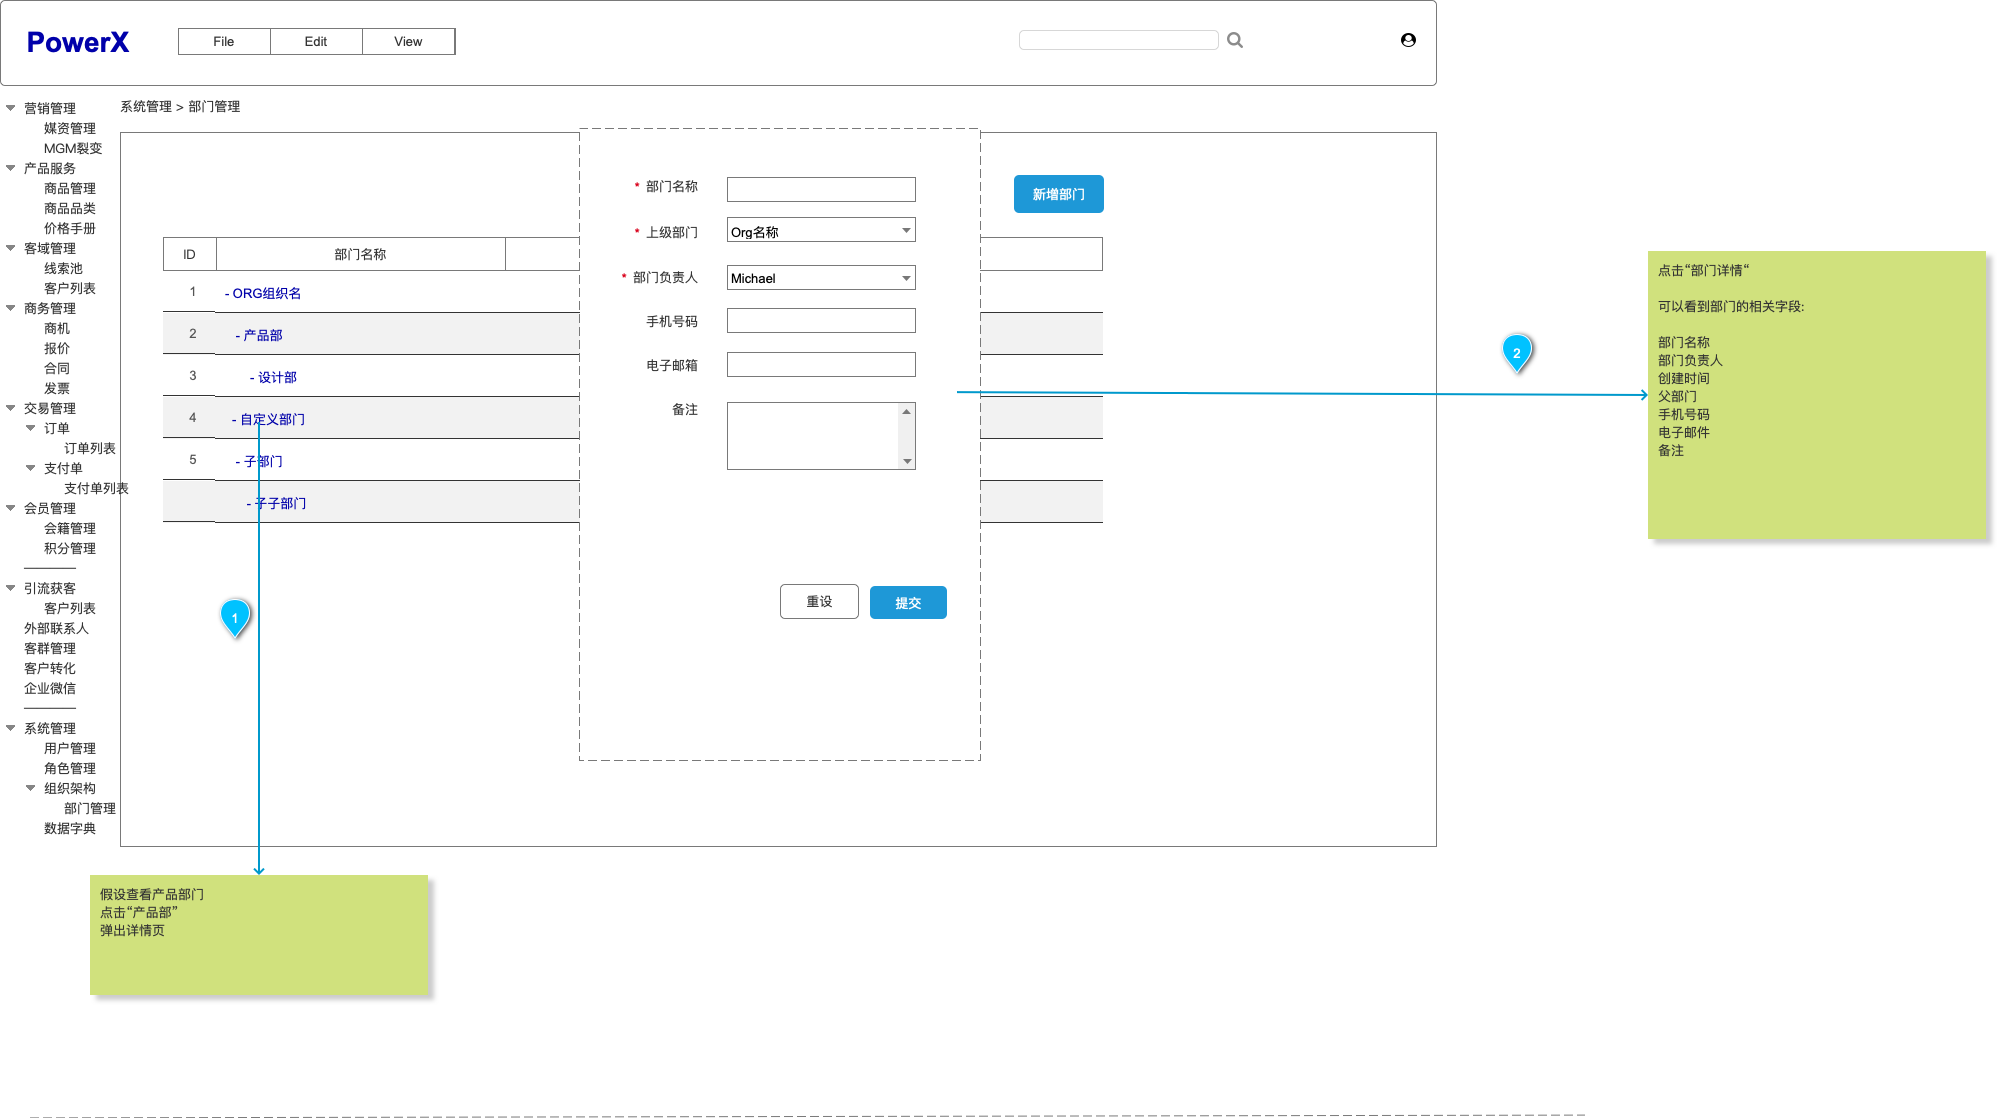 PowerX
File
Edit
View
系统管理 > 部门管理
营销管理
媒资管理
MGM裂变
产品服务
商品管理
商品品类
价格手册
客域管理
线索池
客户列表
商务管理
商机
报价
合同
发票
交易管理
订单
订单列表
支付单
支付单列表
会员管理
会籍管理
积分管理
引流获客
客户列表
外部联系人
客群管理
客户转化
企业微信
系统管理
用户管理
角色管理
组织架构
部门管理
数据字典
新增部门
ID
部门名称
1
- ORG组织名
2
- 产品部
3
- 设计部
4
- 自定义部门
5
- 子部门
- 子子部门
* 部门名称
* 上级部门
Org名称
* 部门负责人
Michael
手机号码
电子邮箱
备注
重设
提交
1
2
点击“部门详情“
可以看到部门的相关字段:
部门名称
部门负责人
创建时间
父部门
手机号码
电子邮件
备注
假设查看产品部门
点击“产品部”
弹出详情页